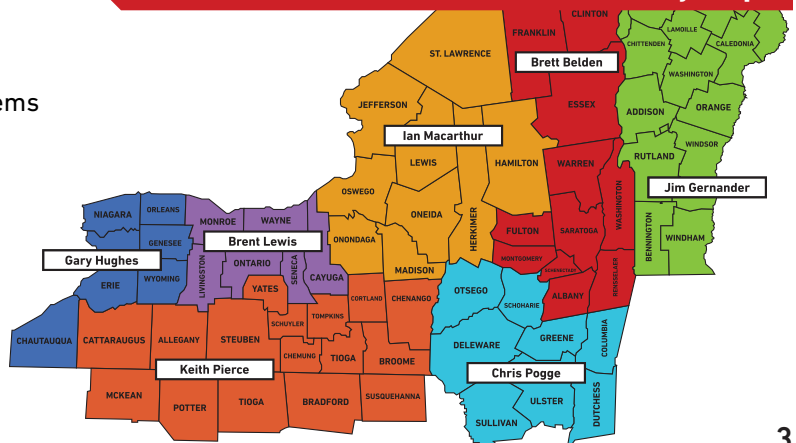 ems
CLINTON
FRANKLIN
ST. LAWRENCE
Brett Belden
ESSEX
LAMOILLE
CHITTENDEN
CALEDONIA
WASHINGTON
ADDISON
ORANGE
JEFFERSON
Ian Macarthur
LEWIS
HAMILTON
WARREN
RUTLAND
WINDSOR
Jim Gernander
OSWEGO
ONEIDA
HERKIMER
WASHINGTON
SARATOGA
FULTON
MONTGOMERY
SCHENECTADY
ALBANY
RENSSELAER
BENNINGTON
WINDHAM
NIAGARA
ORLEANS
GENESEE
Gary Hughes
ERIE
WYOMING
CHAUTAUQUA
MONROE
WAYNE
Brent Lewis
LIVINGSTON
ONTARIO
SENECA
CAYUGA
YATES
ONONDAGA
MADISON
CORTLAND
CHENANGO
OTSEGO
SCHOHARIE
SCHUYLER
TOMPKINS
CATTARAUGUS
ALLEGANY
STEUBEN
CHEMUNG
TIOGA
BROOME
Keith Pierce
DELEWARE
GREENE
COLUMBIA
Chris Pogge
ULSTER
DUTCHESS
SULLIVAN
MCKEAN
POTTER
TIOGA
BRADFORD
SUSQUEHANNA
3